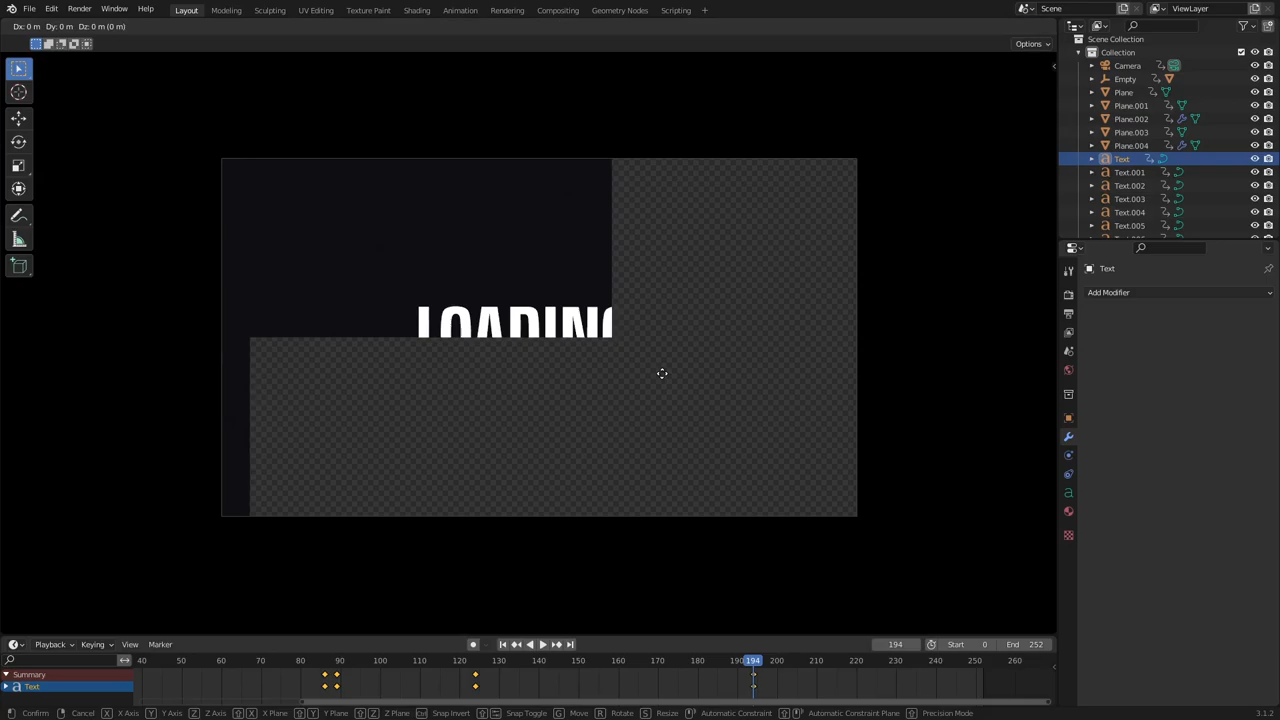 File Edit Render Window Help
Layout Modeling Sculpting UV Editing Texture Paint Shading Animation Rendering Compositing Geometry Nodes Scripting +
Scene
ViewLayer
Dx: 0 m Dy: 0 m Dz: 0 m (0 m)
Options
Scene Collection
Collection
Camera
Empty
Plane
Plane.001
Plane.002
Plane.003
Plane.004
Text
Text.001
Text.002
Text.003
Text.004
Text.005
Text
Add Modifier
LOADING
Playback Keying View Marker
194
Start 0
End 252
40 50 60 70 80 90 100 110 120 130 140 150 160 170 180 190 194 200 210 220 230 240 250 260
Summary
Text
Confirm Cancel X X Axis Y Y Axis Z Z Axis X X Plane Y Y Plane Z Z Plane Ctrl Snap Invert Snap Toggle G Move R Rotate S Resize Automatic Constraint Automatic Constraint Plane Precision Mode
3.1.2